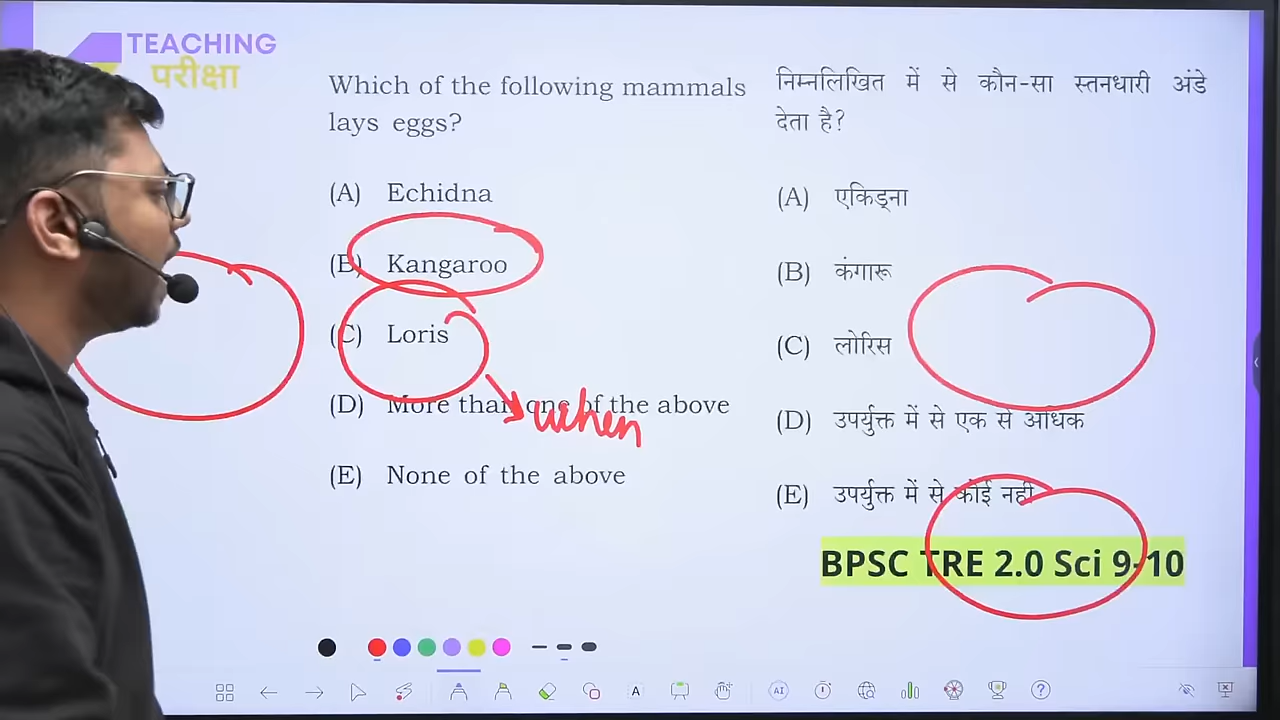 TEACHING
परीक्षा
Which of the following mammals
lays eggs?
(A) Echidna
(B) Kangaroo
(C) Loris
(D) More than one of the above
when
(E) None of the above
निम्नलिखित में से कौन-सा स्तनधारी अंडे
देता है?
(A) एकिड्ना
(B) कंगारू
(C) लोरिस
(D) उपर्युक्त में से एक से अधिक
(E) उपर्युक्त में से कोई नहीं
BPSC TRE 2.0 Sci 9-10
A
AI
?